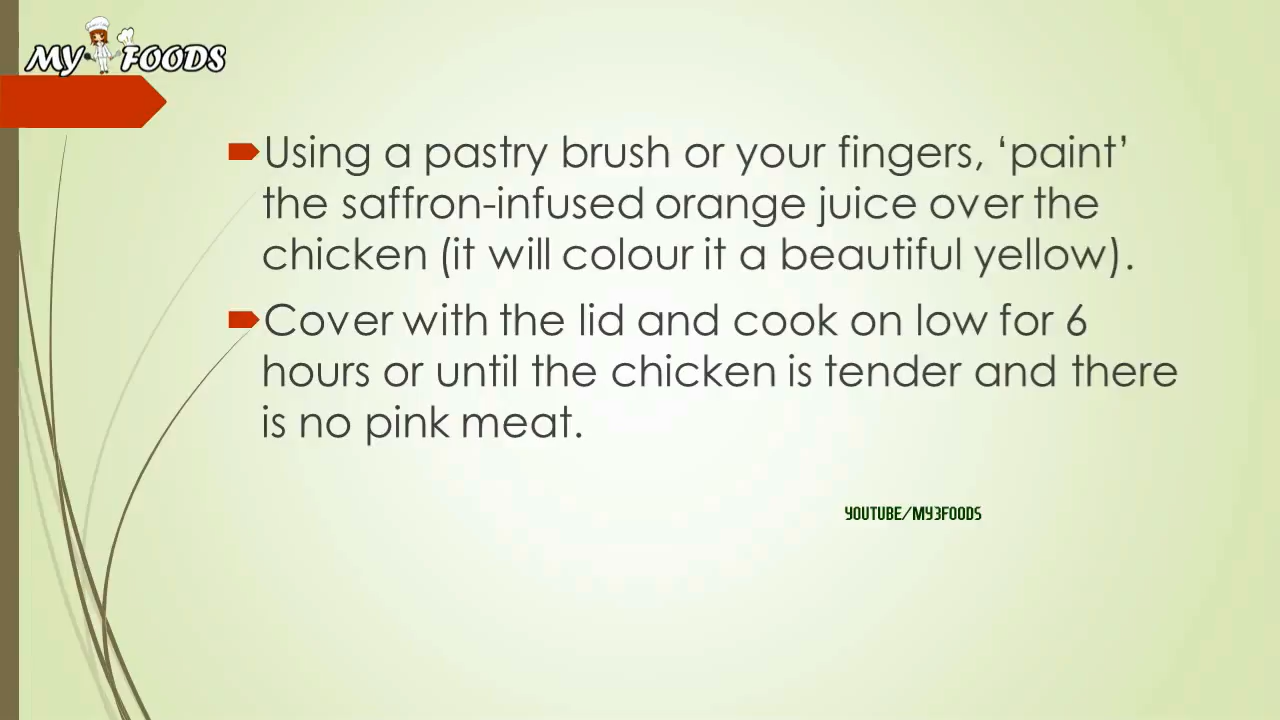 MY FOODS
Using a pastry brush or your fingers, ‘paint’
the saffron-infused orange juice over the
chicken (it will colour it a beautiful yellow).
Cover with the lid and cook on low for 6
hours or until the chicken is tender and there
is no pink meat.
YOUTUBE/MY3FOODS